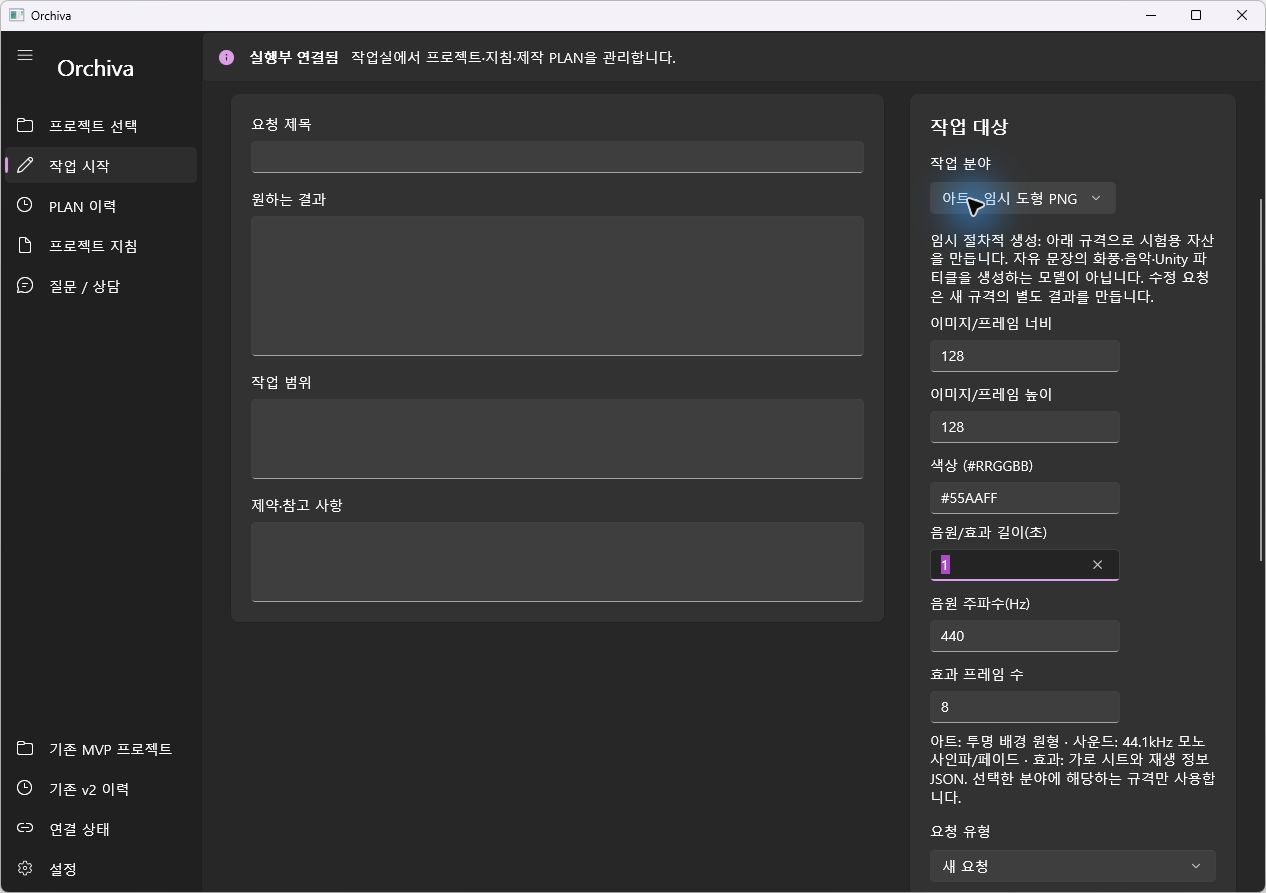 Orchiva
Orchiva
프로젝트 선택
작업 시작
PLAN 이력
프로젝트 지침
질문 / 상담
기존 MVP 프로젝트
기존 v2 이력
연결 상태
설정
실행부 연결됨 작업실에서 프로젝트·지침·제작 PLAN을 관리합니다.
요청 제목
원하는 결과
작업 범위
제약·참고 사항
작업 대상
작업 분야
아트 임시 도형 PNG
임시 절차적 생성: 아래 규격으로 시험용 자산
을 만듭니다. 자유 문장의 화풍·음악·Unity 파
티클을 생성하는 모델이 아닙니다. 수정 요청
은 새 규격의 별도 결과를 만듭니다.
이미지/프레임 너비
128
이미지/프레임 높이
128
색상 (#RRGGBB)
#55AAFF
음원/효과 길이(초)
1
음원 주파수(Hz)
440
효과 프레임 수
8
아트: 투명 배경 원형 · 사운드: 44.1kHz 모노
사인파/페이드 · 효과: 가로 시트와 재생 정보
JSON. 선택한 분야에 해당하는 규격만 사용합
니다.
요청 유형
새 요청